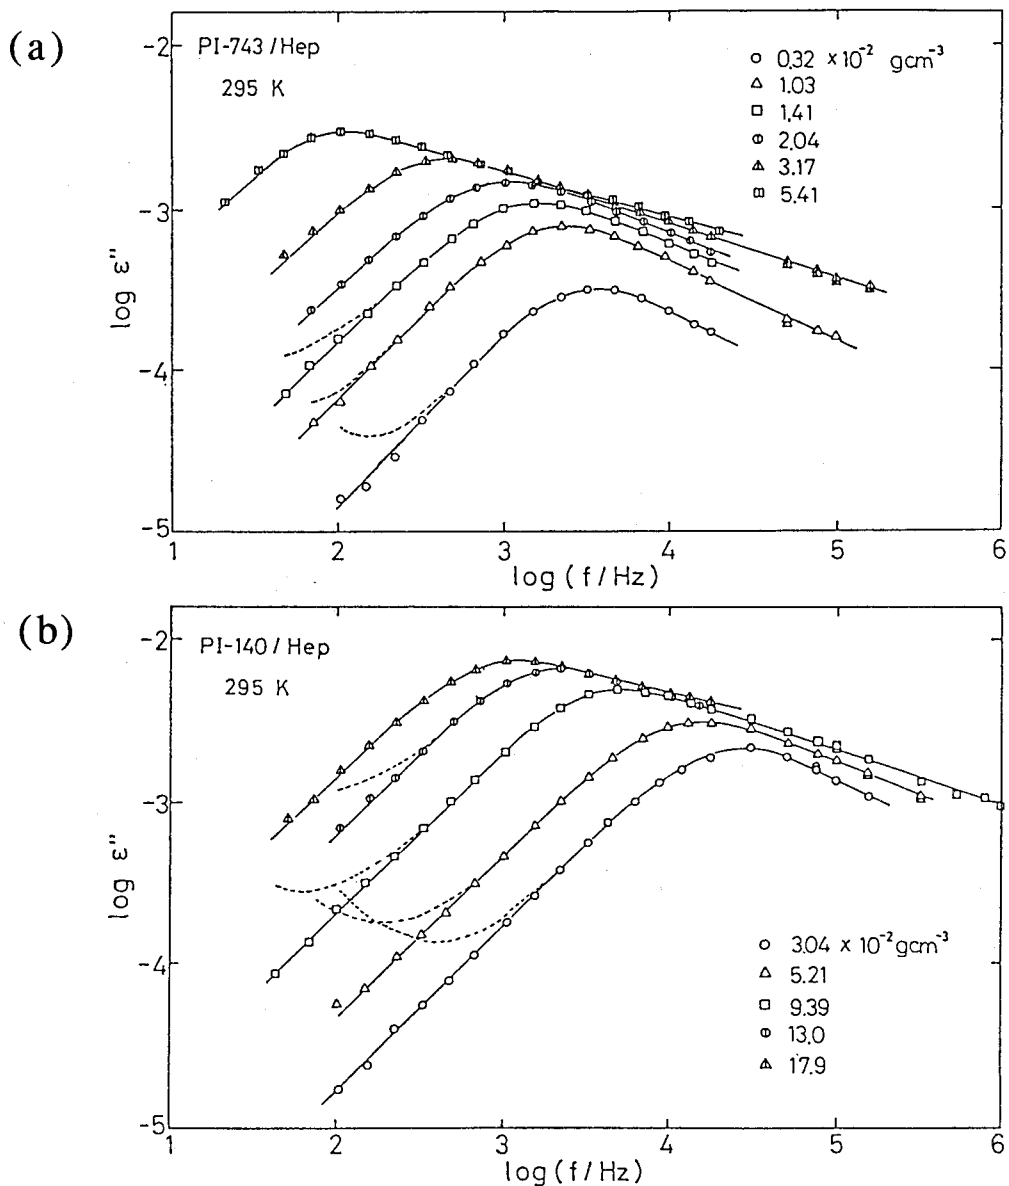 (a)
PI-743/Hep
295 K
○ 0.32 ×10⁻² gcm⁻³
△ 1.03
□ 1.41
⌽ 2.04
⍋ 3.17
◫ 5.41
-2
-3
-4
-5
log ε"
1 2 3 4 5 6
log (f/Hz)
(b)
PI-140/Hep
295 K
-2
-3
-4
-5
log ε"
○ 3.04 ×10⁻² gcm⁻³
△ 5.21
□ 9.39
⌽ 13.0
⍋ 17.9
1 2 3 4 5 6
log (f/Hz)